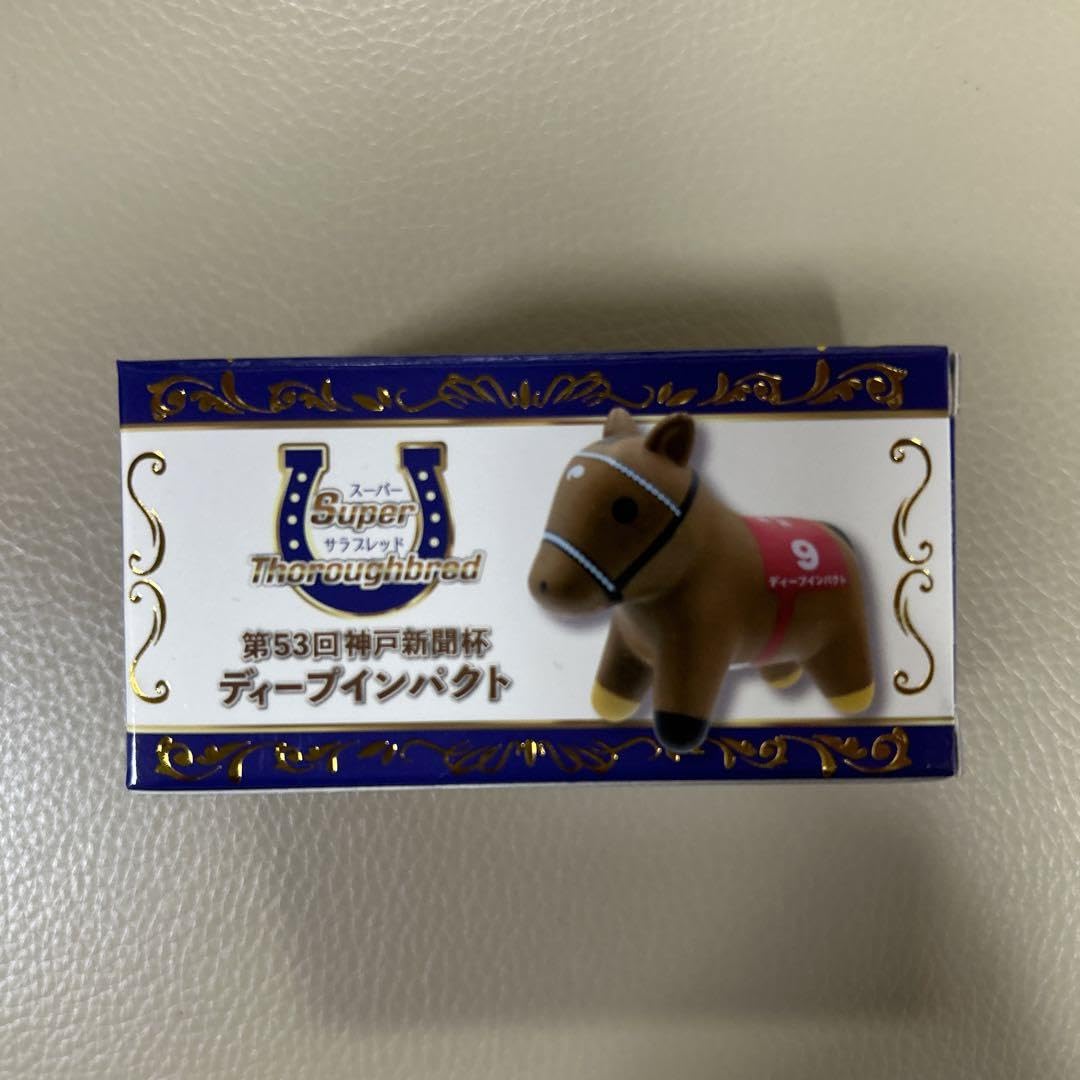 スーパー
Super
サラブレッド
Thoroughbred
第53回神戸新聞杯
ディープインパクト
9
ディープインパクト